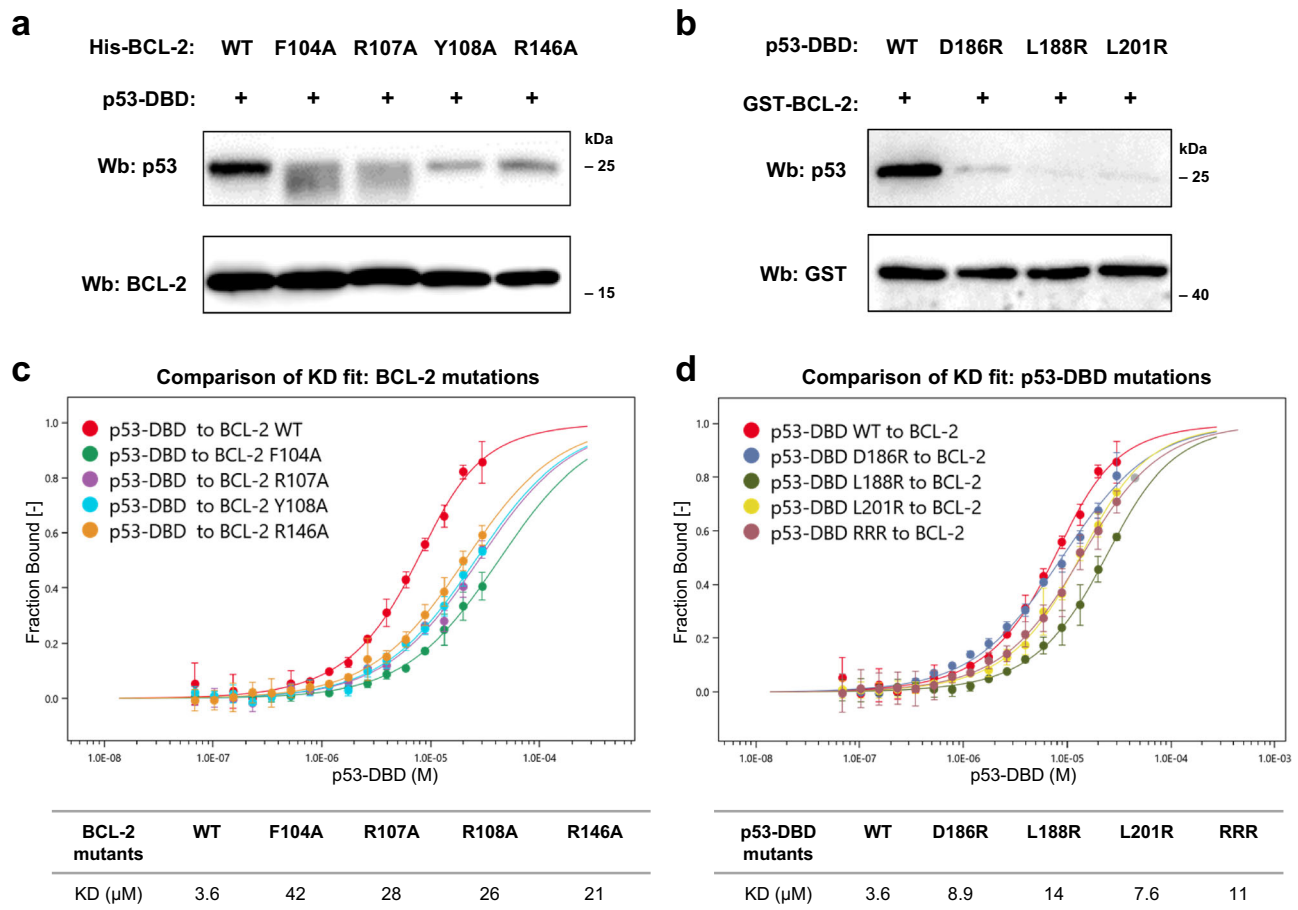 a
His-BCL-2: WT F104A R107A Y108A R146A
p53-DBD: + + + + +
kDa
Wb: p53 – 25
Wb: BCL-2
– 15
b
p53-DBD: WT D186R L188R L201R
GST-BCL-2: + + + +
kDa
Wb: p53 – 25
Wb: GST
– 40
c
Comparison of KD fit: BCL-2 mutations
p53-DBD to BCL-2 WT
p53-DBD to BCL-2 F104A
p53-DBD to BCL-2 R107A
p53-DBD to BCL-2 Y108A
p53-DBD to BCL-2 R146A
Fraction Bound [-]
1.0
0.8
0.6
0.4
0.2
0.0
1.0E-08 1.0E-07 1.0E-06 1.0E-05 1.0E-04
p53-DBD (M)
BCL-2 mutants WT F104A R107A R108A R146A
KD (µM) 3.6 42 28 26 21
d
Comparison of KD fit: p53-DBD mutations
p53-DBD WT to BCL-2
p53-DBD D186R to BCL-2
p53-DBD L188R to BCL-2
p53-DBD L201R to BCL-2
p53-DBD RRR to BCL-2
Fraction Bound [-]
1.0
0.8
0.6
0.4
0.2
0.0
1.0E-08 1.0E-07 1.0E-06 1.0E-05 1.0E-04 1.0E-03
p53-DBD (M)
p53-DBD mutants WT D186R L188R L201R RRR
KD (µM) 3.6 8.9 14 7.6 11